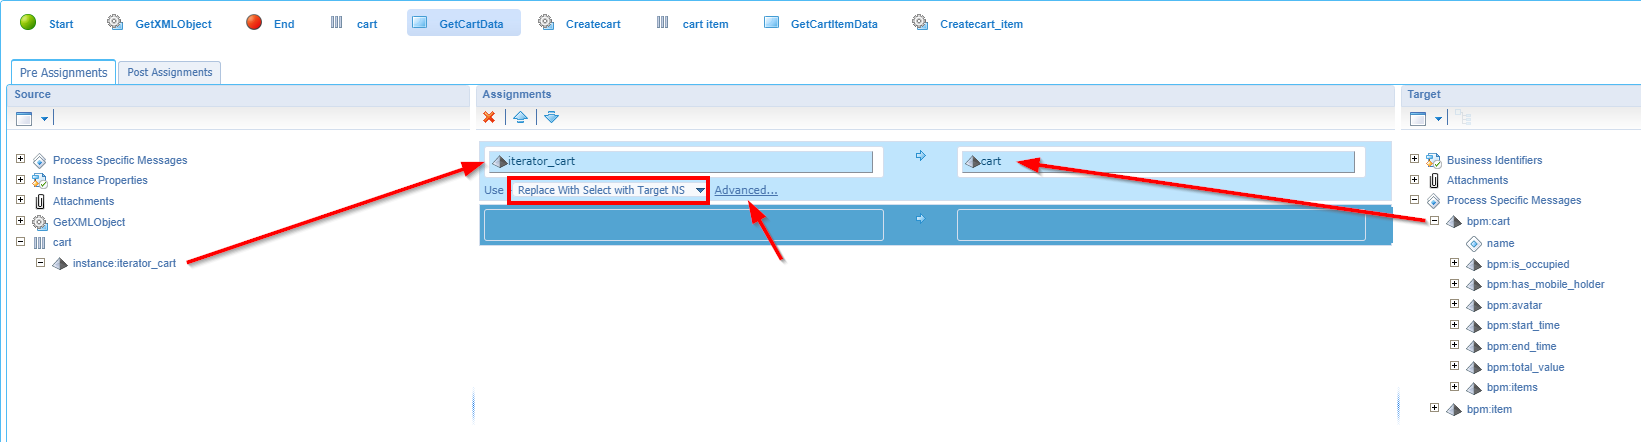 Start GetXMLObject End cart GetCartData Createcart cart item GetCartItemData Createcart_item
Pre Assignments Post Assignments
Source
Process Specific Messages
Instance Properties
Attachments
GetXMLObject
cart
instance:iterator_cart
Assignments
iterator_cart cart
Use Replace With Select with Target NS Advanced...
Target
Business Identifiers
Attachments
Process Specific Messages
bpm:cart
name
bpm:is_occupied
bpm:has_mobile_holder
bpm:avatar
bpm:start_time
bpm:end_time
bpm:total_value
bpm:items
bpm:item